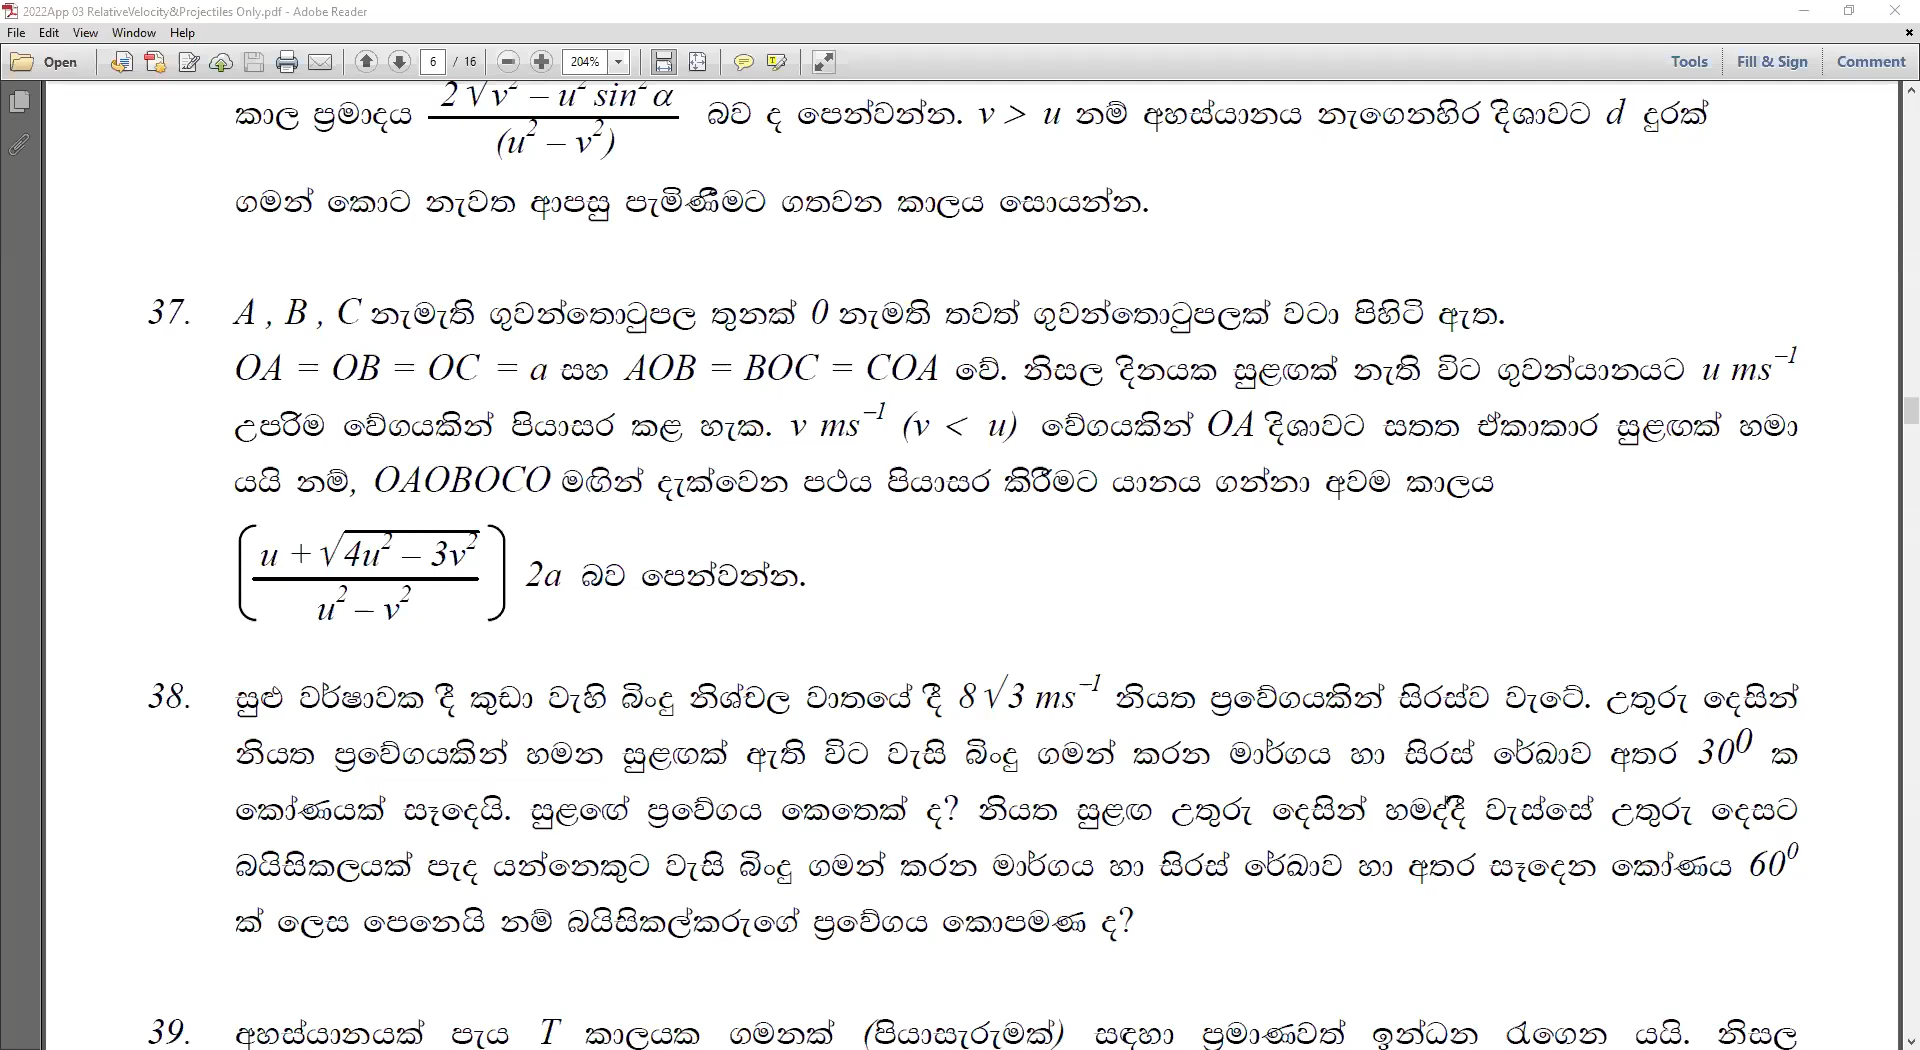 2022App 03 RelativeVelocity&Projectiles Only.pdf - Adobe Reader
File Edit View Window Help
Open 6 / 16 204% Tools Fill & Sign Comment
කාල ප්‍රමාදය 2√v² – u² sin² α / (u² – v²) බව ද පෙන්වන්න. v > u නම් අහස්යානය නැගෙනහිර දිශාවට d දුරක්
ගමන් කොට නැවත ආපසු පැමිණීමට ගතවන කාලය සොයන්න.
37. A , B , C නැමැති ගුවන්තොටුපල තුනක් 0 නැමති තවත් ගුවන්තොටුපලක් වටා පිහිටි ඇත.
OA = OB = OC = a සහ AOB = BOC = COA වේ. නිසල දිනයක සුළඟක් නැති විට ගුවන්යානයට u ms⁻¹
උපරිම වේගයකින් පියාසර කළ හැක. v ms⁻¹ (v < u) වේගයකින් OA දිශාවට සතත ඒකාකාර සුළඟක් හමා
යයි නම්, OAOBOCO මඟින් දැක්වෙන පථය පියාසර කිරීමට යානය ගන්නා අවම කාලය
(u + √4u² – 3v² / u² – v²) 2a බව පෙන්වන්න.
38. සුළු වර්ෂාවක දී කුඩා වැහි බිංදු නිශ්චල වාතයේ දී 8√3 ms⁻¹ නියත ප්‍රවේගයකින් සිරස්ව වැටේ. උතුරු දෙසින්
නියත ප්‍රවේගයකින් හමන සුළඟක් ඇති විට වැසි බිංදු ගමන් කරන මාර්ගය හා සිරස් රේඛාව අතර 30⁰ ක
කෝණයක් සෑදෙයි. සුළඟේ ප්‍රවේගය කෙතෙක් ද? නියත සුළඟ උතුරු දෙසින් හමද්දී වැස්සේ උතුරු දෙසට
බයිසිකලයක් පැද යන්නෙකුට වැසි බිංදු ගමන් කරන මාර්ගය හා සිරස් රේඛාව හා අතර සෑදෙන කෝණය 60⁰
ක් ලෙස පෙනෙයි නම් බයිසිකල්කරුගේ ප්‍රවේගය කොපමණ ද?
39. අහස්යානයක් පැය T කාලයක ගමනක් (පියාසැරුමක්) සඳහා ප්‍රමාණවත් ඉන්ධන රැගෙන යයි. නිසල